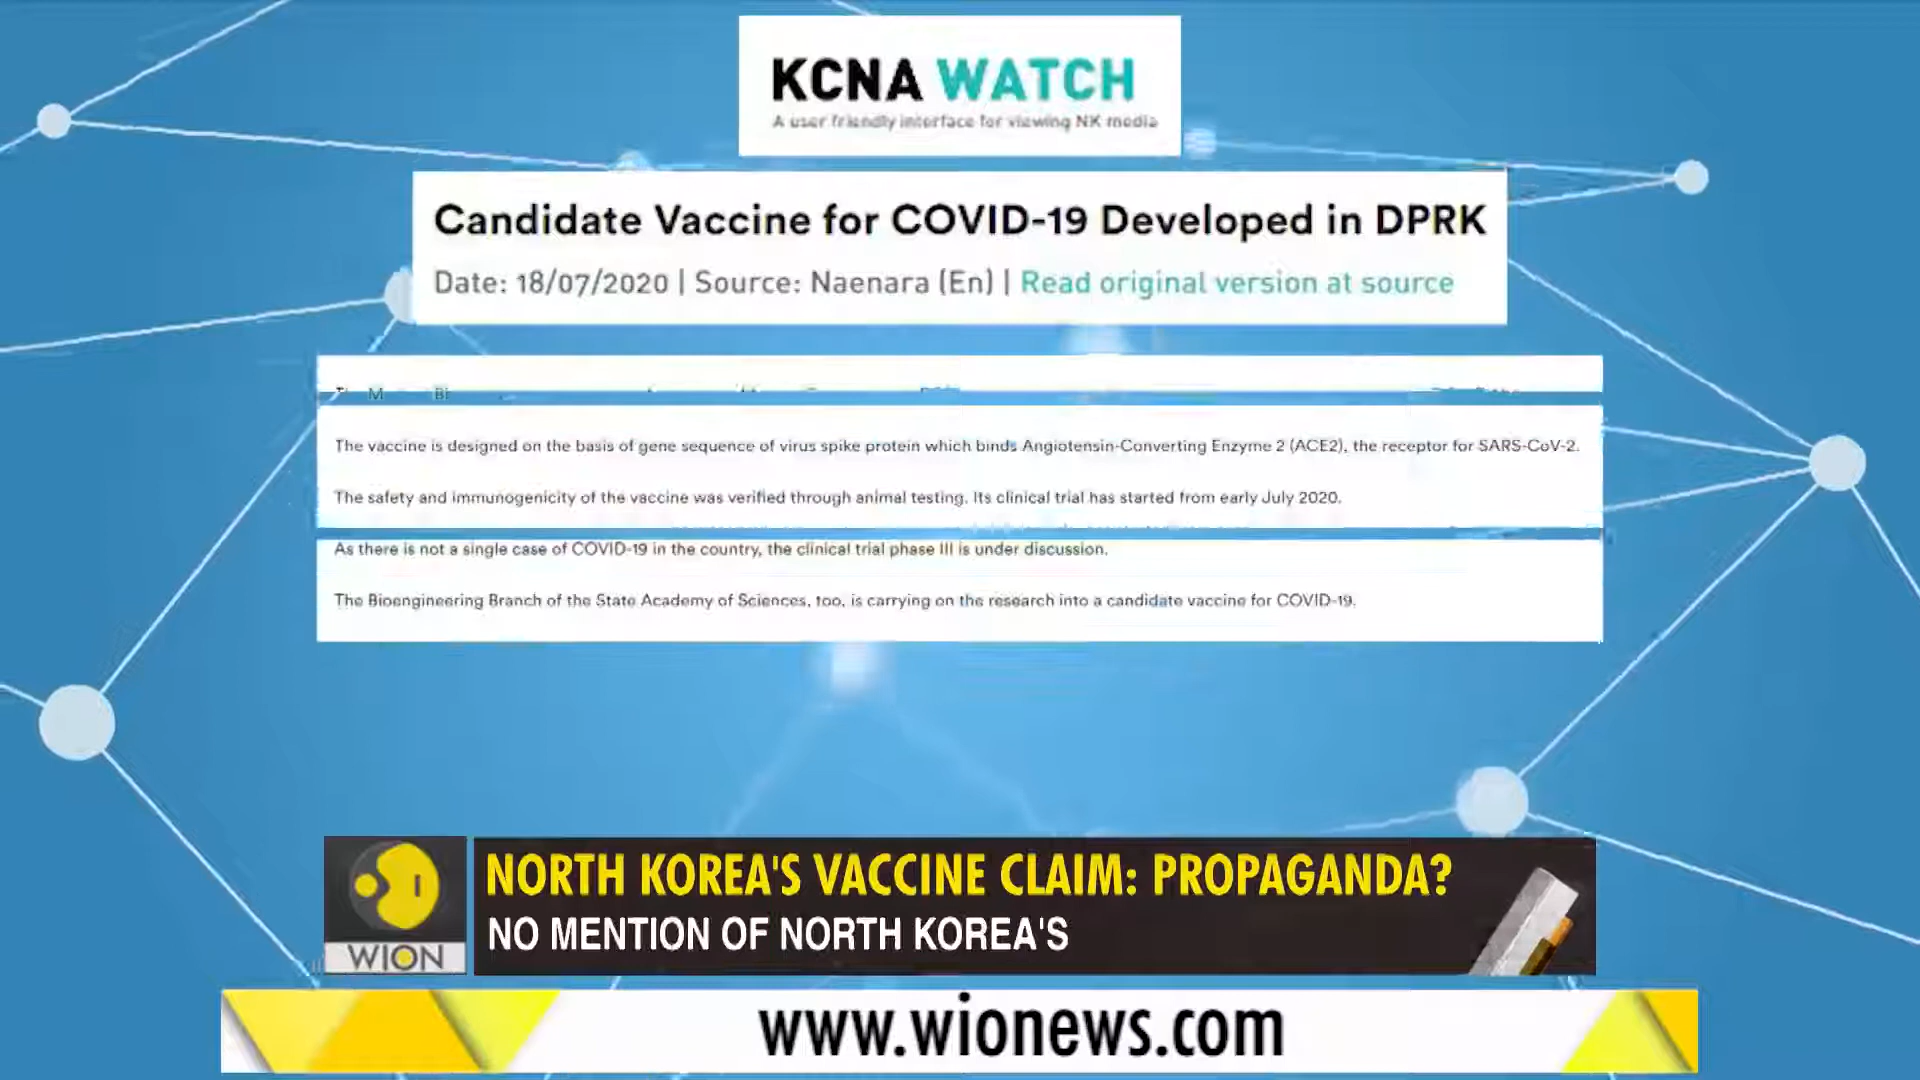 KCNA WATCH
A user friendly interface for viewing NK media
Candidate Vaccine for COVID-19 Developed in DPRK
Date: 18/07/2020 | Source: Naenara (En) | Read original version at source
The vaccine is designed on the basis of gene sequence of virus spike protein which binds Angiotensin-Converting Enzyme 2 (ACE2), the receptor for SARS-CoV-2.
The safety and immunogenicity of the vaccine was verified through animal testing. Its clinical trial has started from early July 2020.
As there is not a single case of COVID-19 in the country, the clinical trial phase III is under discussion.
The Bioengineering Branch of the State Academy of Sciences, too, is carrying on the research into a candidate vaccine for COVID-19.
NORTH KOREA'S VACCINE CLAIM: PROPAGANDA?
NO MENTION OF NORTH KOREA'S
WION
www.wionews.com